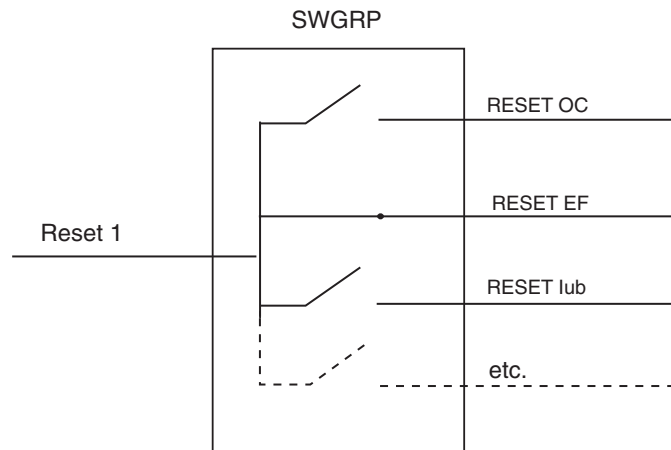 SWGRP
RESET OC
RESET EF
Reset 1
RESET Iub
etc.